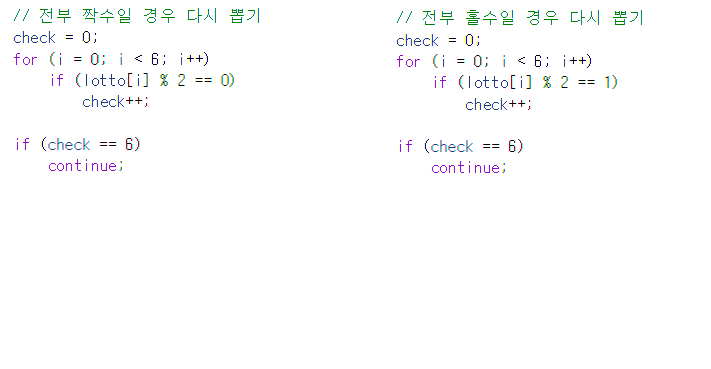 // 전부 짝수일 경우 다시 뽑기
check = 0;
for (i = 0; i < 6; i++)
if (lotto[i] % 2 == 0)
check++;
if (check == 6)
continue;
// 전부 홀수일 경우 다시 뽑기
check = 0;
for (i = 0; i < 6; i++)
if (lotto[i] % 2 == 1)
check++;
if (check == 6)
continue;